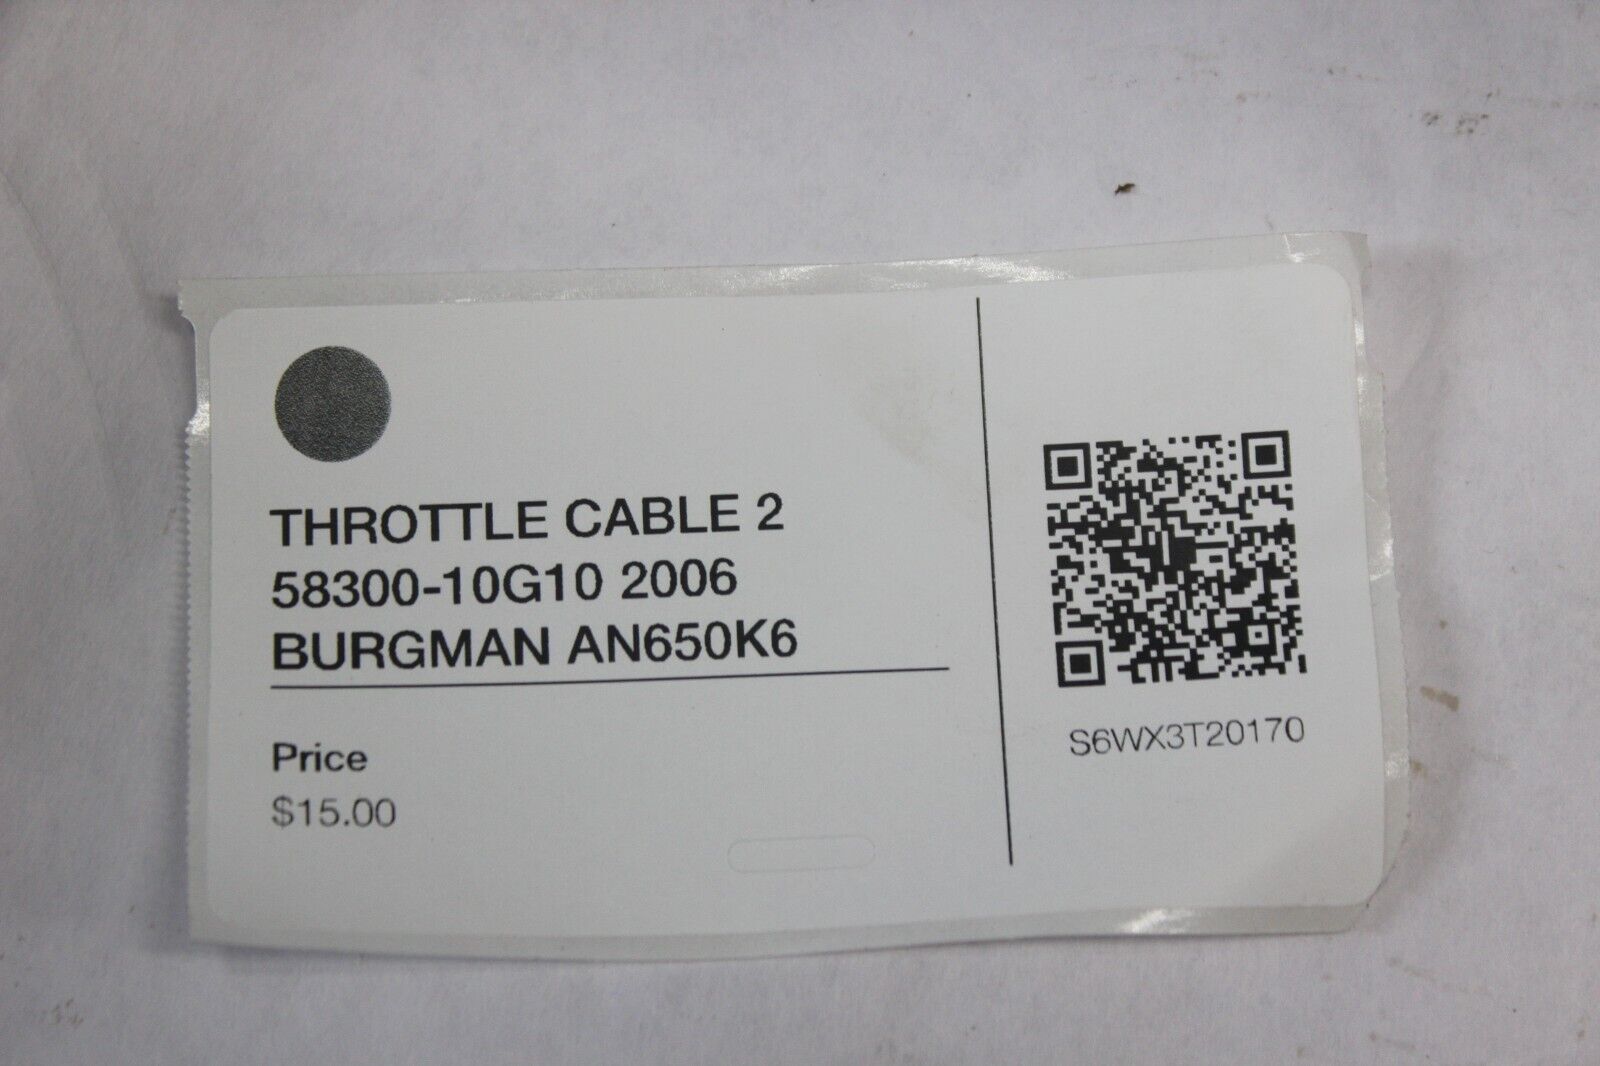 THROTTLE CABLE 2
58300-10G10 2006
BURGMAN AN650K6
Price
$15.00
S6WX3T20170